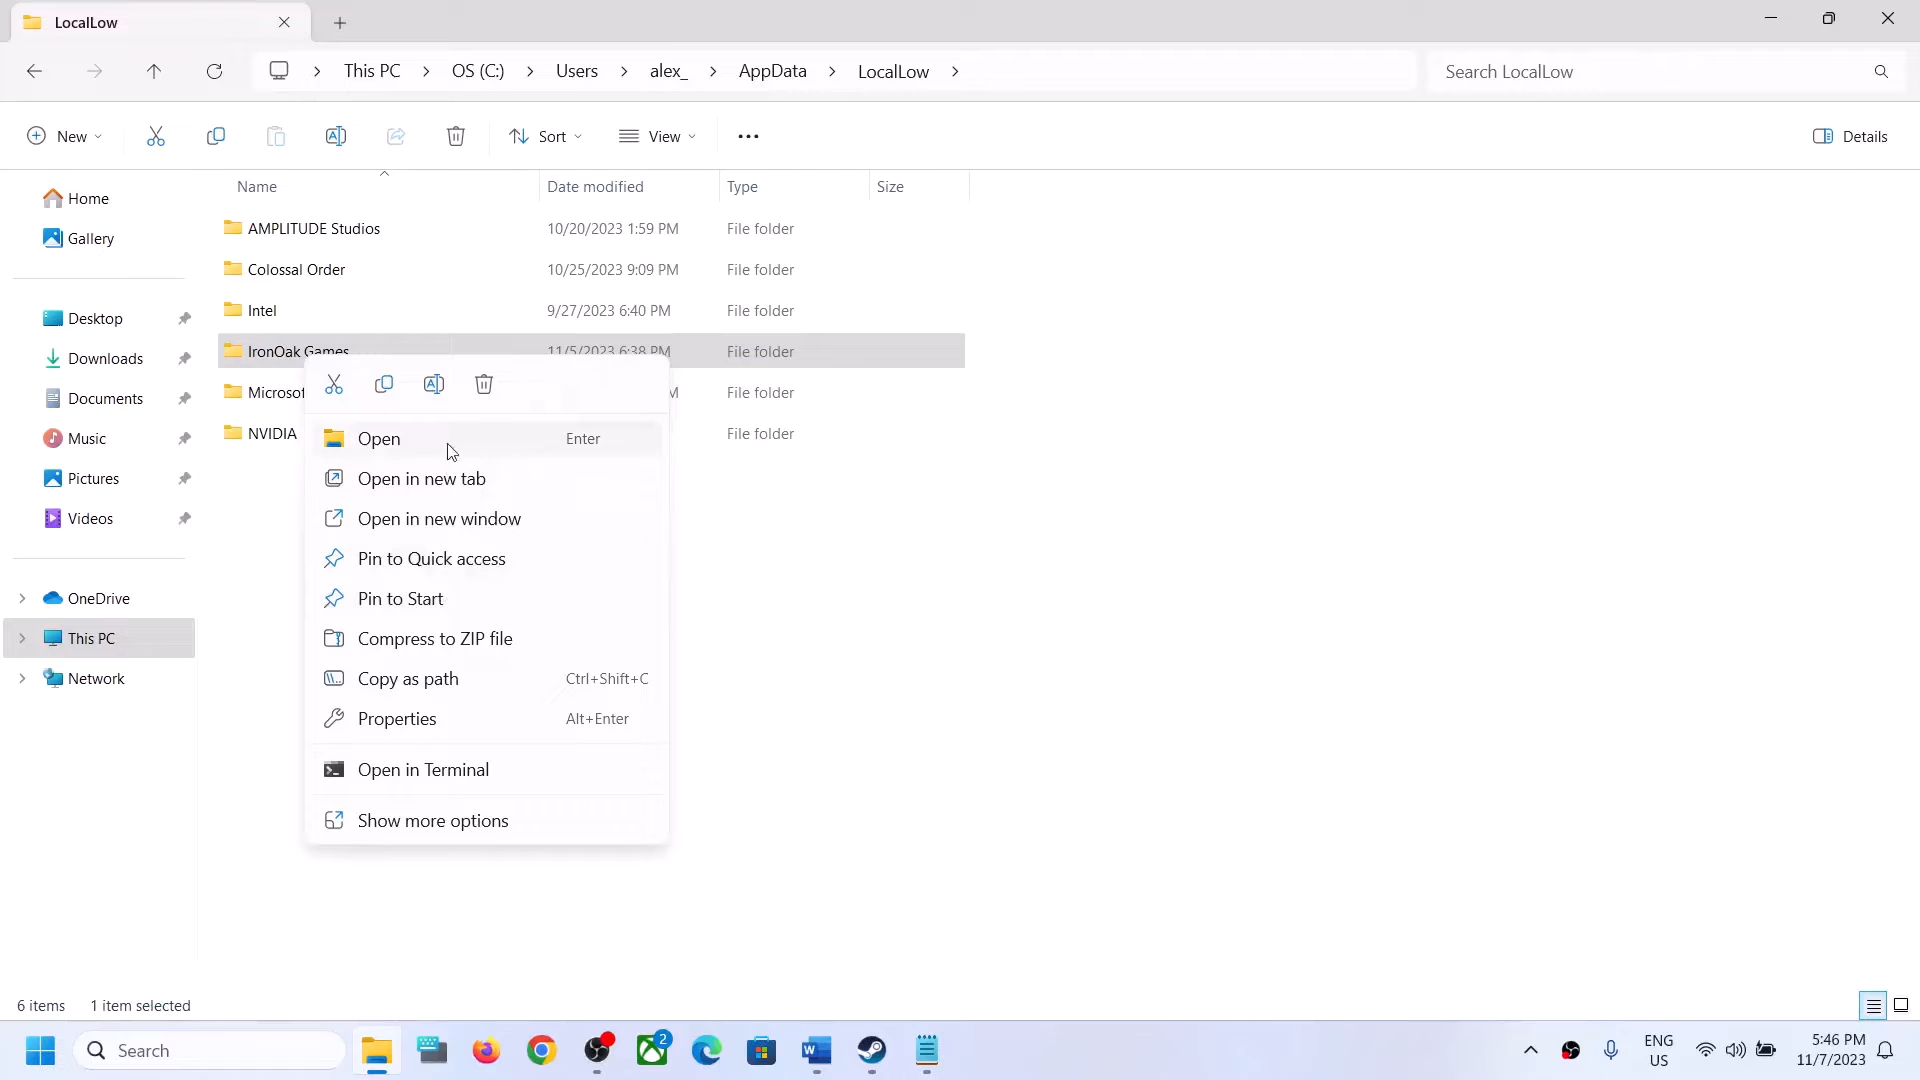 LocalLow
This PC > OS (C:) > Users > alex_ > AppData > LocalLow >
Search LocalLow
New
Sort
View
Details
Name Date modified Type Size
Home
Gallery
Desktop
Downloads
Documents
Music
Pictures
Videos
OneDrive
This PC
Network
AMPLITUDE Studios 10/20/2023 1:59 PM File folder
Colossal Order 10/25/2023 9:09 PM File folder
Intel 9/27/2023 6:40 PM File folder
IronOak Games 11/5/2023 6:38 PM File folder
File folder
NVIDIA File folder
Open Enter
Open in new tab
Open in new window
Pin to Quick access
Pin to Start
Compress to ZIP file
Copy as path Ctrl+Shift+C
Properties Alt+Enter
Open in Terminal
Show more options
6 items 1 item selected
Search
2
ENG
US
5:46 PM
11/7/2023